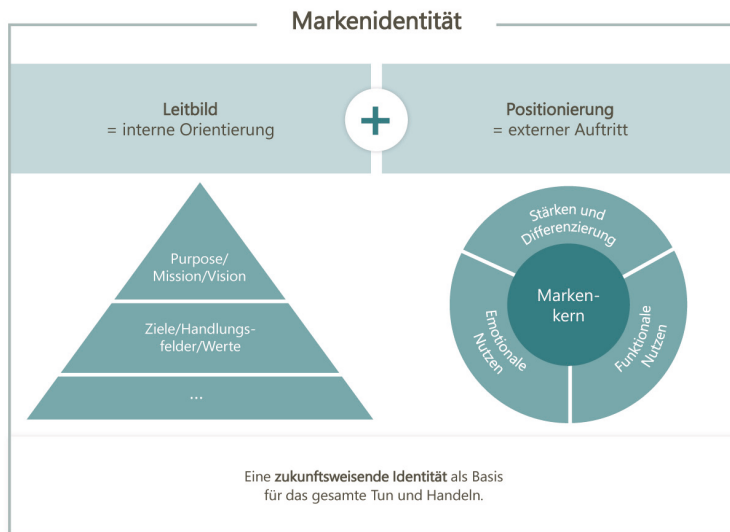 Markenidentität
Leitbild
= interne Orientierung
+
Positionierung
= externer Auftritt
Purpose/
Mission/Vision
Ziele/Handlungs-
felder/Werte
...
Stärken und
Differenzierung
Marken-
kern
Emotionale
Nutzen
Funktionale
Nutzen
Eine zukunftsweisende Identität als Basis
für das gesamte Tun und Handeln.